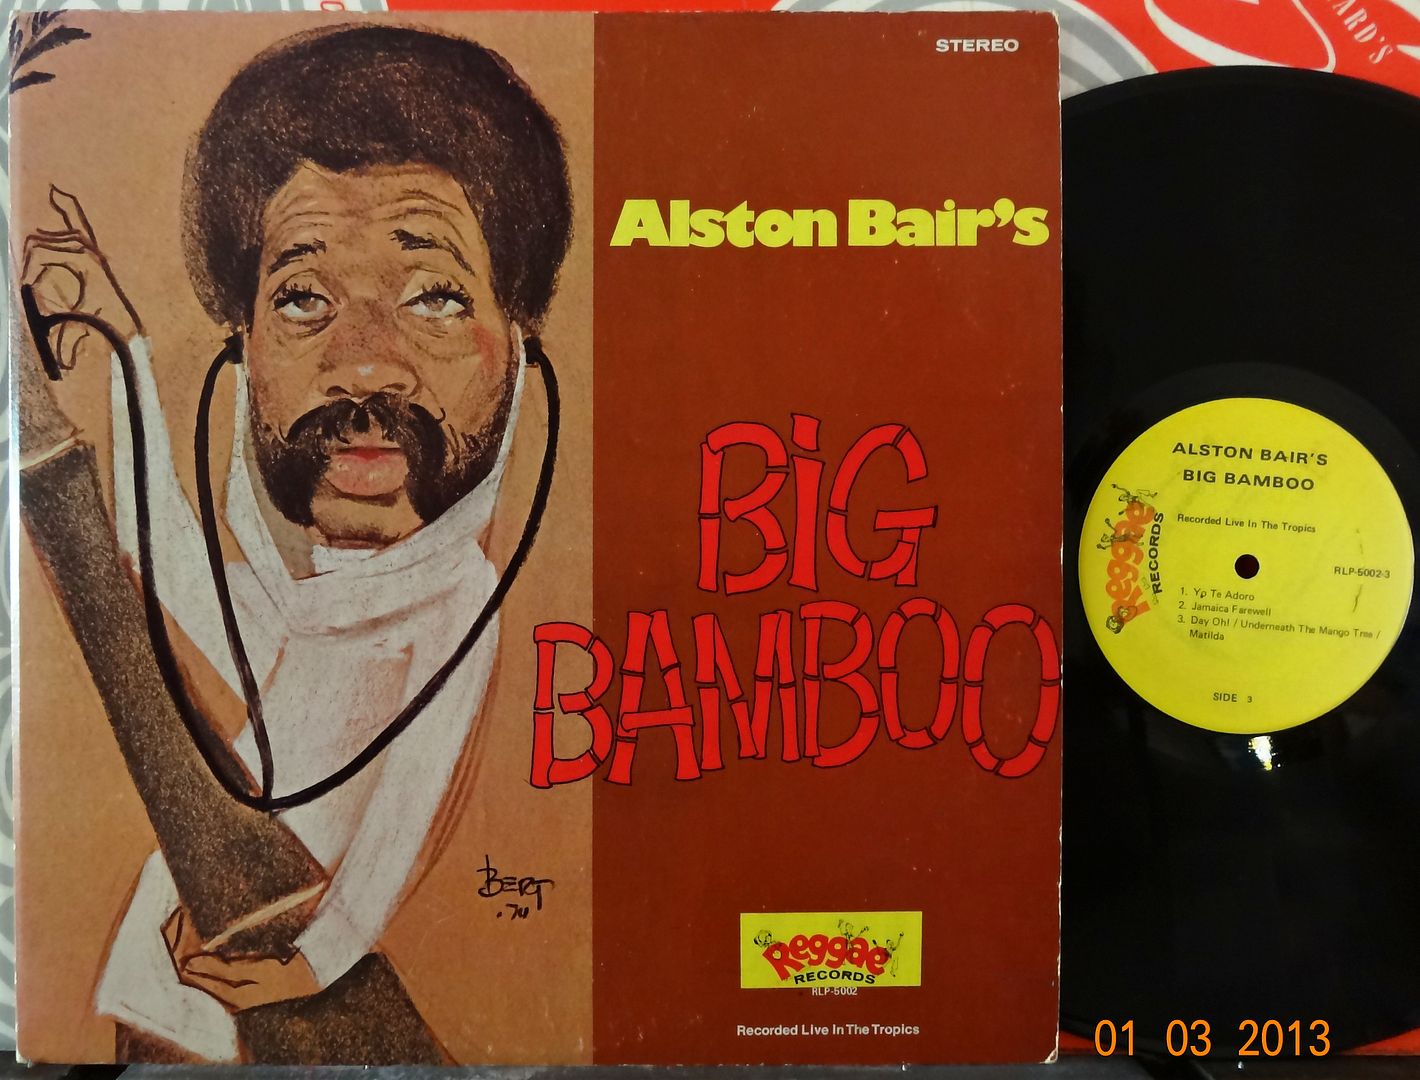 STEREO
Alston Bair's
BiG
BAMBOO
BERT
.74
Reggae
RECORDS
RLP-5002
Recorded Live In The Tropics
ARD'S
ALSTON BAIR'S
BIG BAMBOO
Recorded Live In The Tropics
Reggae
RECORDS
RLP-5002-3
1. Yo Te Adoro
2. Jamaica Farewell
3. Day Oh! / Underneath The Mango Tree /
Matilda
SIDE 3
01 03 2013